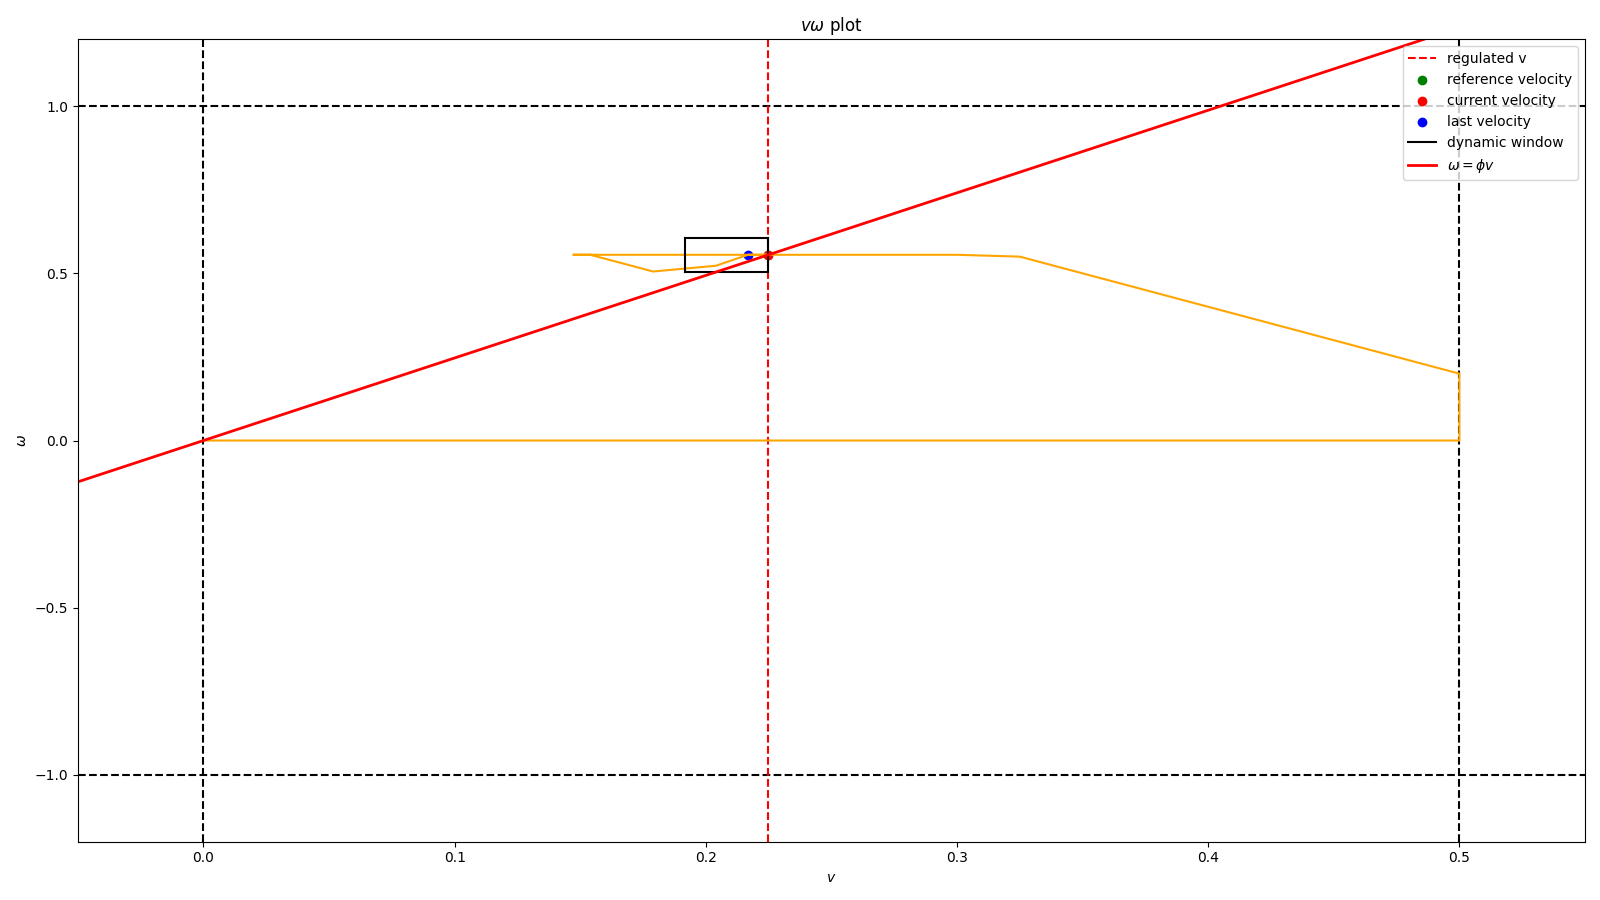 vω plot
regulated v
reference velocity
current velocity
last velocity
dynamic window
ω = ϕv
ω
1.0
0.5
0.0
−0.5
−1.0
0.0 0.1 0.2 0.3 0.4 0.5
v